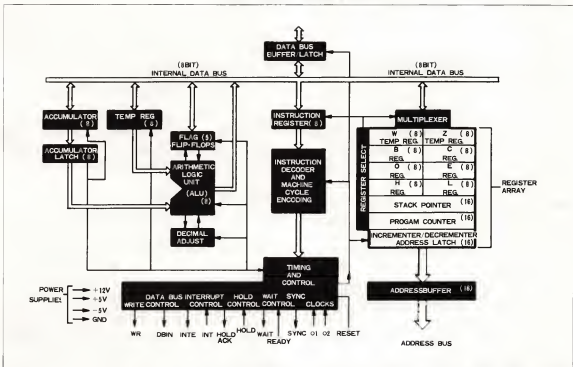 (8BIT)
INTERNAL DATA BUS
DATA BUS
BUFFER/LATCH
(8BIT)
INTERNAL DATA BUS
ACCUMULATOR
(8)
TEMP REG.
(8)
FLAG (5)
FLIP-FLOPS
INSTRUCTION
REGISTER (8)
MULTIPLEXER
ACCUMULATOR
LATCH (8)
ARITHMETIC
LOGIC
UNIT
(ALU)
(8)
DECIMAL
ADJUST
INSTRUCTION
DECODER
AND
MACHINE
CYCLE
ENCODING
REGISTER SELECT
W (8) Z (8)
TEMP REG. TEMP REG.
B (8) C (8)
REG. REG.
D (8) E (8)
REG. REG.
H (8) L (8)
REG. REG.
STACK POINTER (16)
PROGAM COUNTER (16)
INCREMENTER/DECREMENTER
ADDRESS LATCH (16)
REGISTER
ARRAY
TIMING
AND
CONTROL
DATA BUS INTERRUPT HOLD WAIT SYNC
WRITE CONTROL CONTROL CONTROL CONTROL CLOCKS
ADDRESSBUFFER (16)
POWER
SUPPLIES
+12V
+5V
-5V
GND
WR DBIN INTE INT HOLD ACK HOLD WAIT READY SYNC O1 O2 RESET
ADDRESS BUS